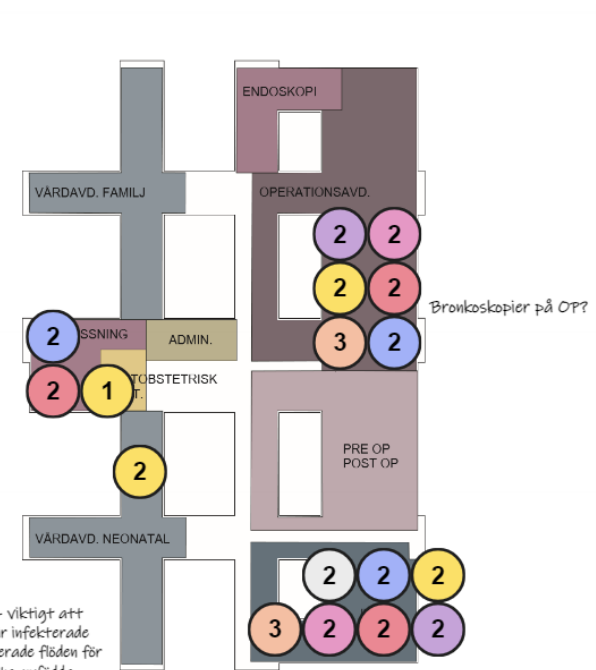 ENDOSKOPI
VÅRDAVD. FAMILJ
OPERATIONSAVD.
2 2
2 2
Bronkoskopier på OP?
3 2
2 SSNING
ADMIN.
2 1 TOBSTETRISK
T.
2
PRE OP
POST OP
VÅRDAVD. NEONATAL
2 2 2
3 2 2 2
- viktigt att
r infekterade
erade flöden för